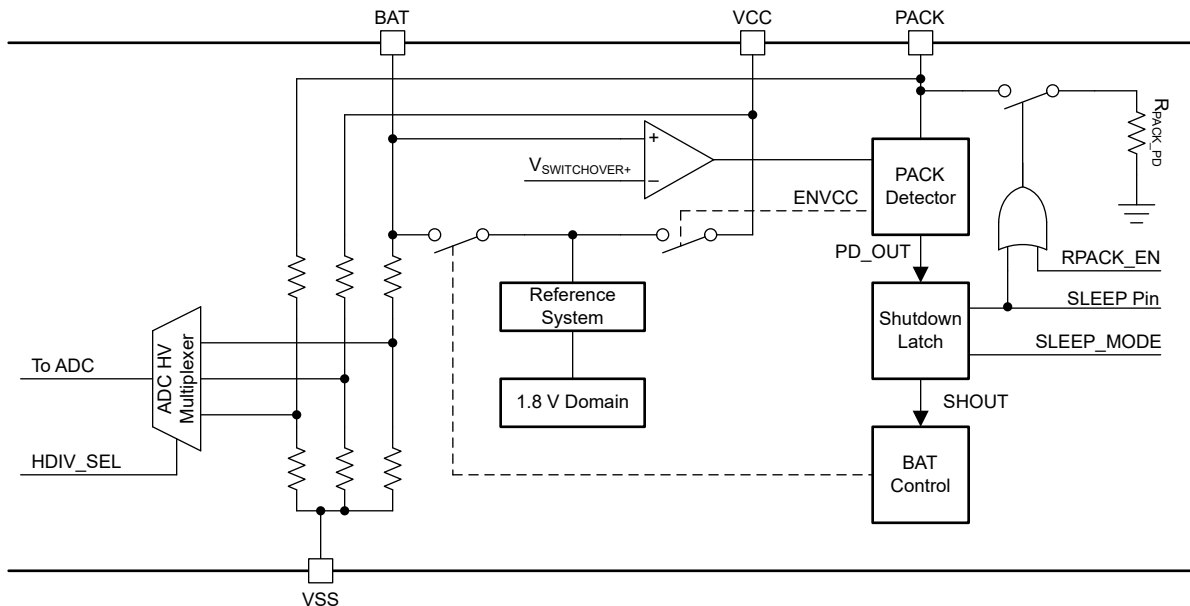 BAT
VCC
PACK
R_PACK_PD
+
V_SWITCHOVER+
−
PACK
Detector
ENVCC
PD_OUT
RPACK_EN
SLEEP Pin
Reference
System
Shutdown
Latch
SLEEP_MODE
ADC HV
Multiplexer
To ADC
1.8 V Domain
SHOUT
HDIV_SEL
BAT
Control
VSS